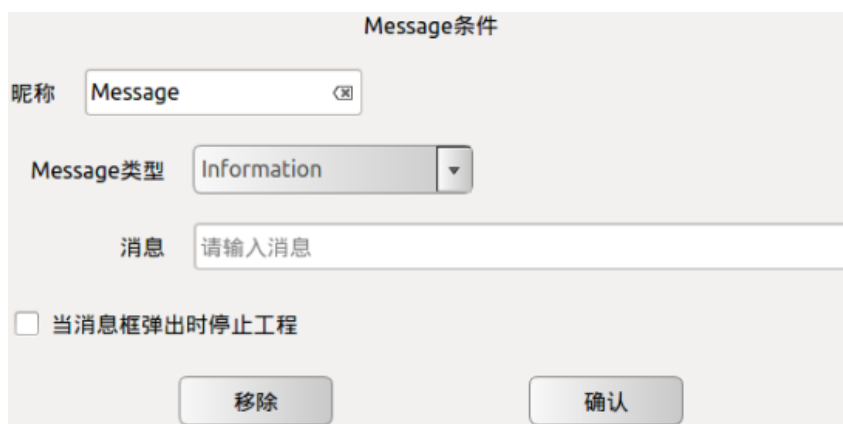 Message条件
昵称 Message
Message类型 Information
消息 请输入消息
当消息框弹出时停止工程
移除 确认